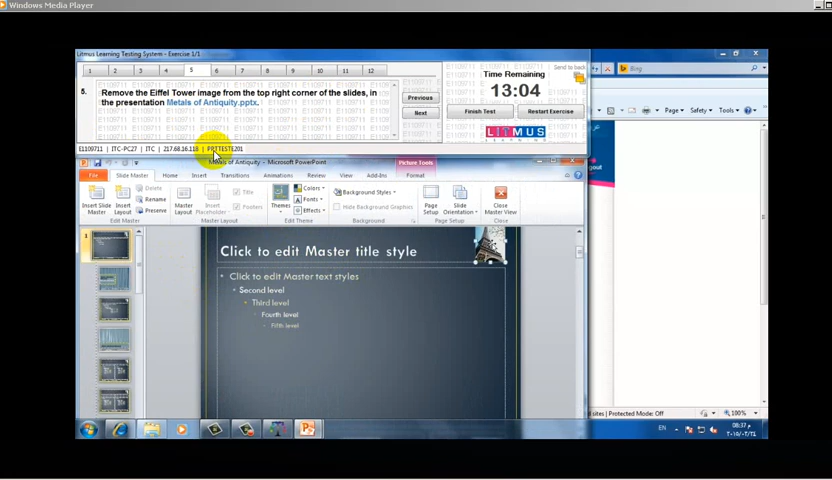 Windows Media Player
Litmus Learning Testing System - Exercise 1/1
1 2 3 4 5 6 7 8 9 10 11 12
5. Remove the Eiffel Tower image from the top right corner of the slides, in
the presentation Metals of Antiquity.pptx.
Previous
Next
Send to back
Time Remaining
13:04
Finish Test
Restart Exercise
LITMUS
E1109711 | ITC-PC27 | ITC | 217.68.16.118 |
Metals of Antiquity - Microsoft PowerPoint
Picture Tools
File Slide Master Home Insert Transitions Animations Review View Add-Ins Format
Insert Slide Master
Insert Layout
Delete
Rename
Preserve
Edit Master
Master Layout
Insert Placeholder
Title
Footers
Master Layout
Themes
Colors
Fonts
Effects
Edit Theme
Background Styles
Hide Background Graphics
Background
Page Setup
Slide Orientation
Page Setup
Close Master View
Close
1
Click to edit Master title style
• Click to edit Master text styles
• Second level
• Third level
• Fourth level
• Fifth level
Bing
Page Safety Tools
sites | Protected Mode: Off
100%
EN
08:37 م